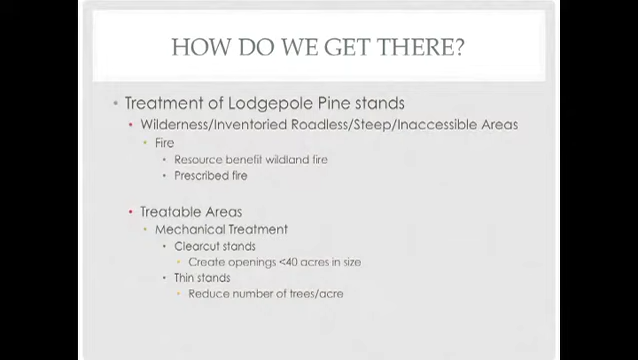 HOW DO WE GET THERE?
• Treatment of Lodgepole Pine stands
• Wilderness/Inventoried Roadless/Steep/Inaccessible Areas
• Fire
• Resource benefit wildland fire
• Prescribed fire
• Treatable Areas
• Mechanical Treatment
• Clearcut stands
• Create openings <40 acres in size
• Thin stands
• Reduce number of trees/acre